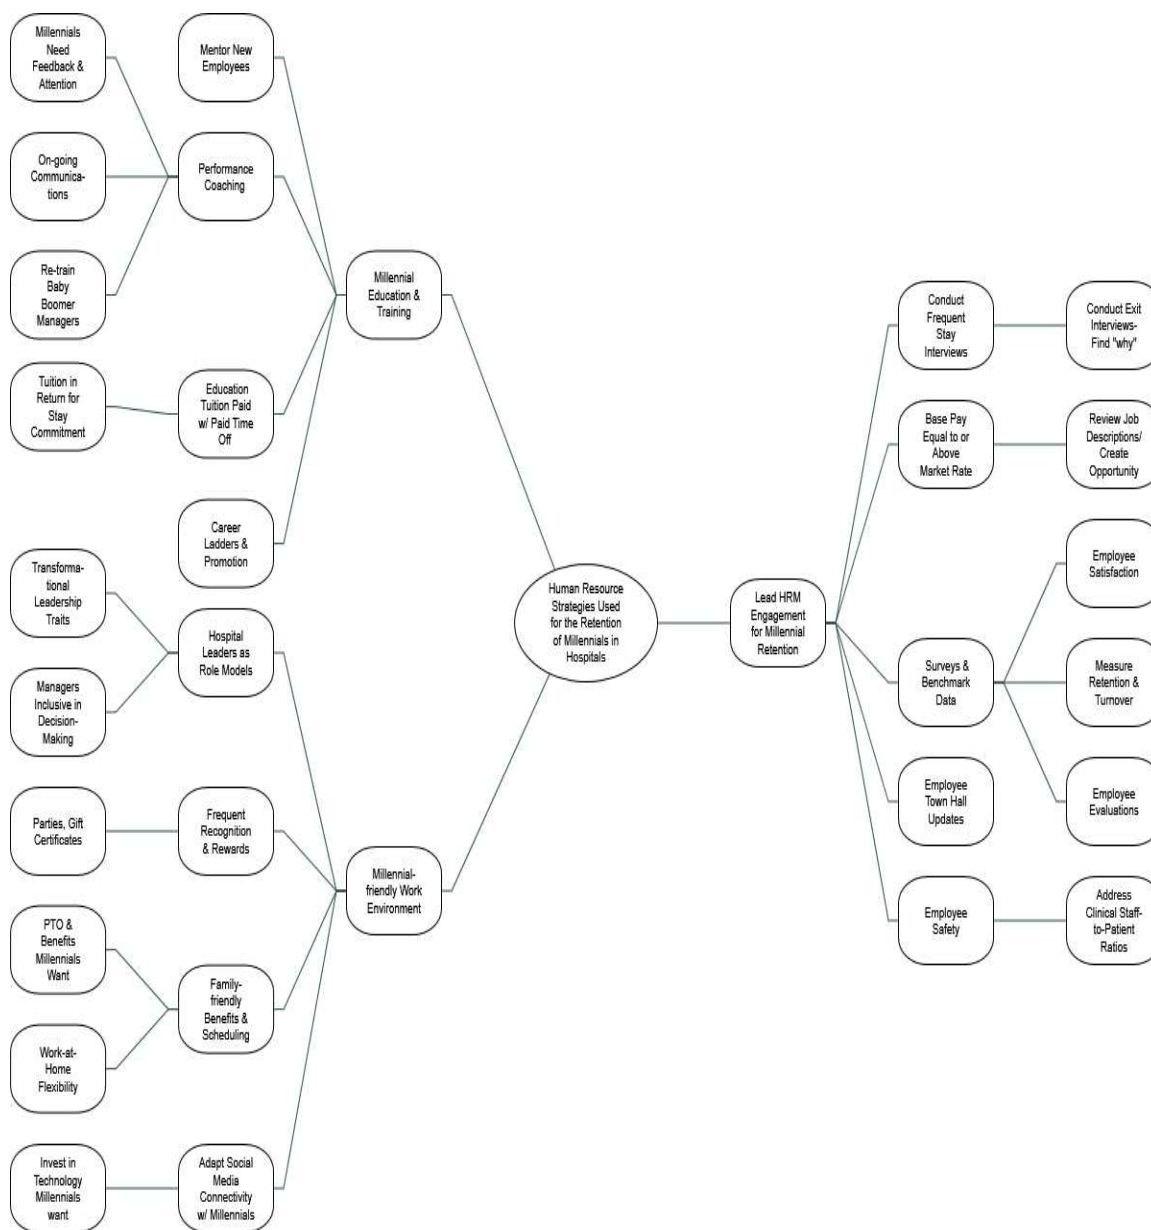 Millennials
Need
Feedback &
Attention
Mentor New
Employees
On-going
Communica-
tions
Performance
Coaching
Re-train
Baby
Boomer
Managers
Millennial
Education &
Training
Tuition in
Return for
Stay
Commitment
Education
Tuition Paid
w/ Paid Time
Off
Career
Ladders &
Promotion
Transforma-
tional
Leadership
Traits
Hospital
Leaders as
Role Models
Managers
Inclusive in
Decision-
Making
Parties, Gift
Certificates
Frequent
Recognition
& Rewards
Millennial-
friendly Work
Environment
PTO &
Benefits
Millennials
Want
Family-
friendly
Benefits &
Scheduling
Work-at-
Home
Flexibility
Invest in
Technology
Millennials
want
Adapt Social
Media
Connectivity
w/ Millennials
Human Resource
Strategies Used
for the Retention
of Millennials in
Hospitals
Lead HRM
Engagement
for Millennial
Retention
Conduct
Frequent
Stay
Interviews
Conduct Exit
Interviews-
Find "why"
Base Pay
Equal to or
Above
Market Rate
Review Job
Descriptions/
Create
Opportunity
Surveys &
Benchmark
Data
Employee
Satisfaction
Measure
Retention &
Turnover
Employee
Evaluations
Employee
Town Hall
Updates
Employee
Safety
Address
Clinical Staff-
to-Patient
Ratios